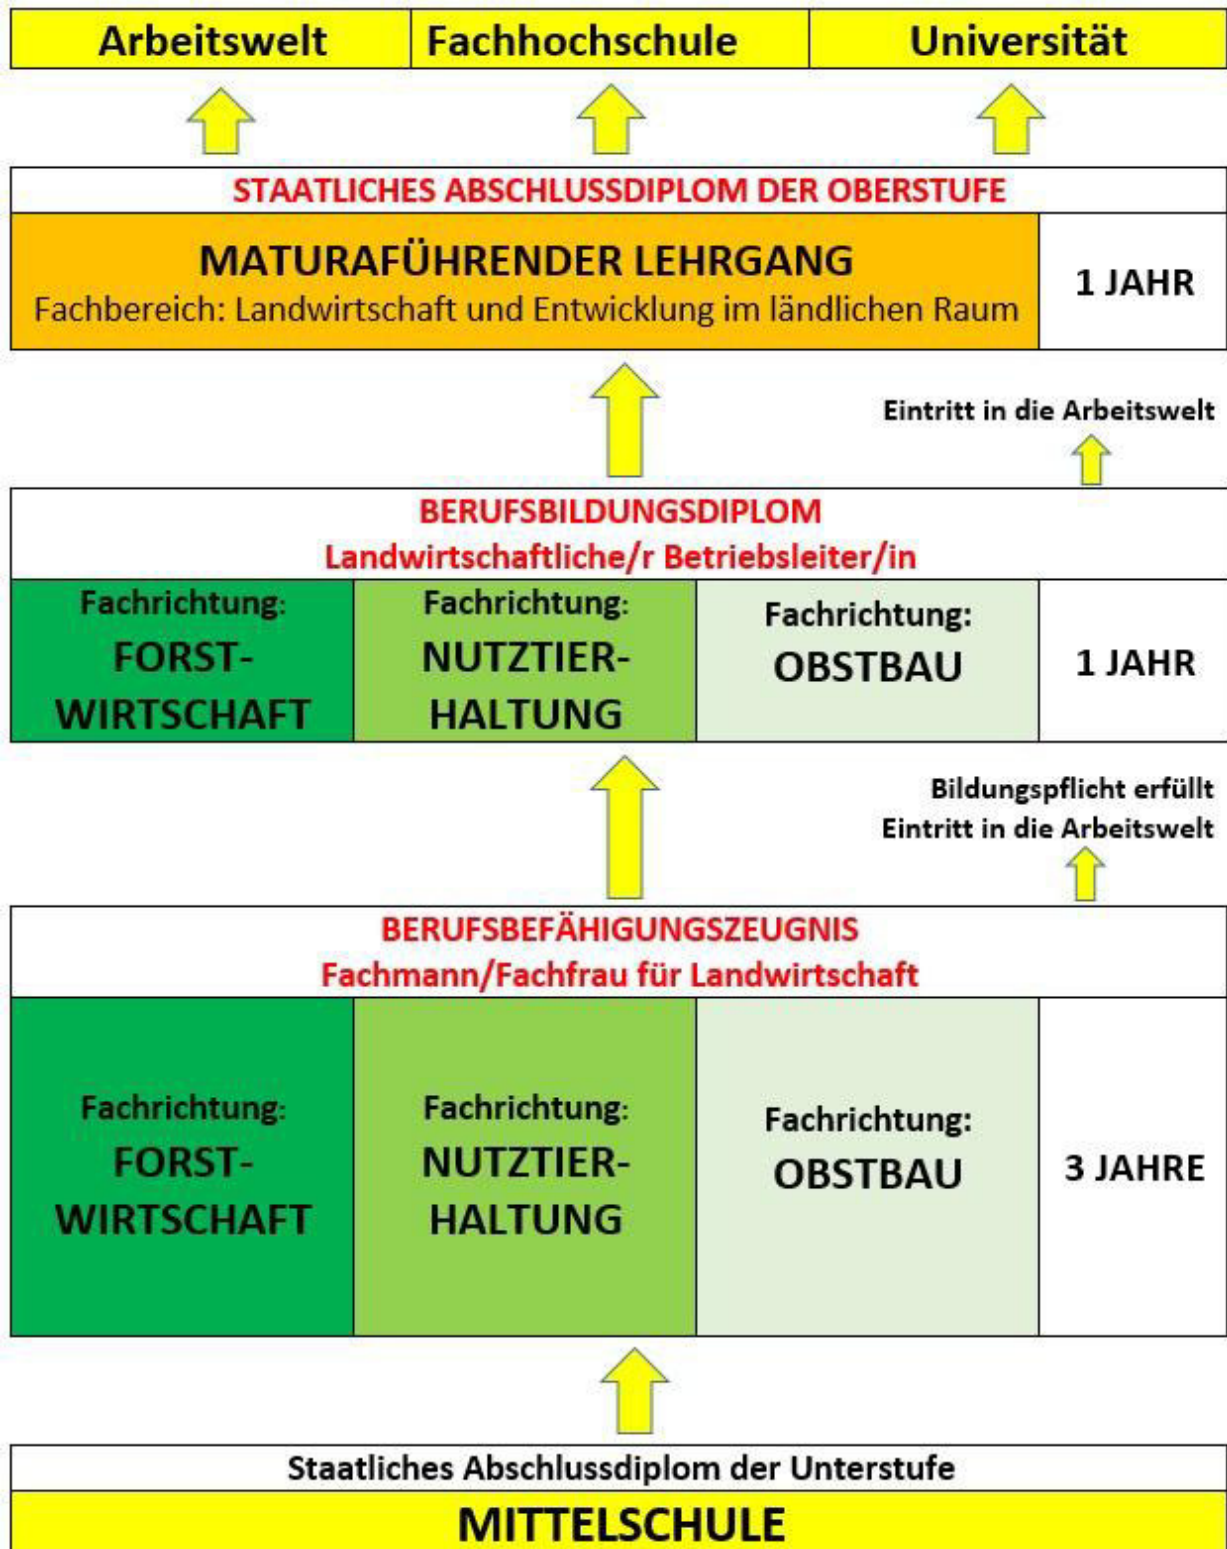 Arbeitswelt
Fachhochschule
Universität
STAATLICHES ABSCHLUSSDIPLOM DER OBERSTUFE
MATURAFÜHRENDER LEHRGANG
Fachbereich: Landwirtschaft und Entwicklung im ländlichen Raum
1 JAHR
Eintritt in die Arbeitswelt
BERUFSBILDUNGSDIPLOM
Landwirtschaftliche/r Betriebsleiter/in
Fachrichtung:
FORST-
WIRTSCHAFT
Fachrichtung:
NUTZTIER-
HALTUNG
Fachrichtung:
OBSTBAU
1 JAHR
Bildungspflicht erfüllt
Eintritt in die Arbeitswelt
BERUFSBEFÄHIGUNGSZEUGNIS
Fachmann/Fachfrau für Landwirtschaft
Fachrichtung:
FORST-
WIRTSCHAFT
Fachrichtung:
NUTZTIER-
HALTUNG
Fachrichtung:
OBSTBAU
3 JAHRE
Staatliches Abschlussdiplom der Unterstufe
MITTELSCHULE